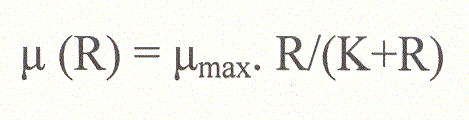 μ (R) = μmax. R/(K+R)